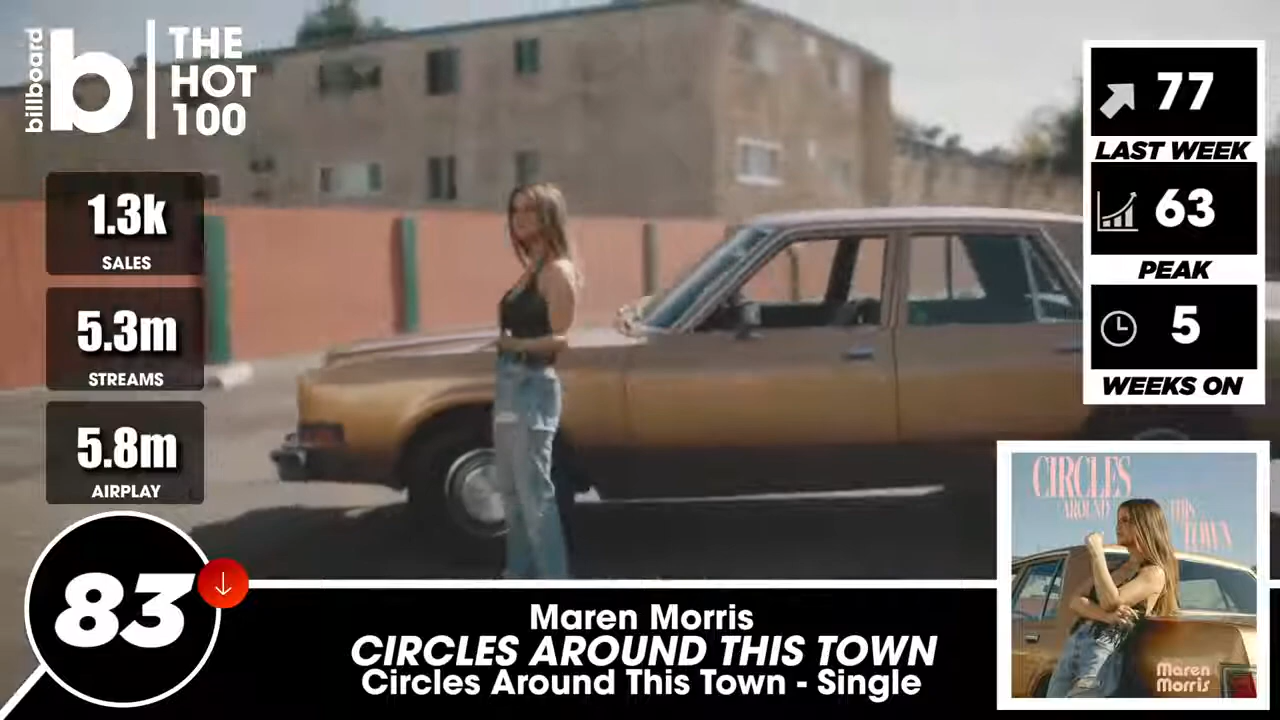 billboard
b
THE
HOT
100
1.3k
SALES
5.3m
STREAMS
5.8m
AIRPLAY
83
77
LAST WEEK
63
PEAK
5
WEEKS ON
CIRCLES
AROUND THIS
TOWN
Maren
Morris
Maren Morris
CIRCLES AROUND THIS TOWN
Circles Around This Town - Single